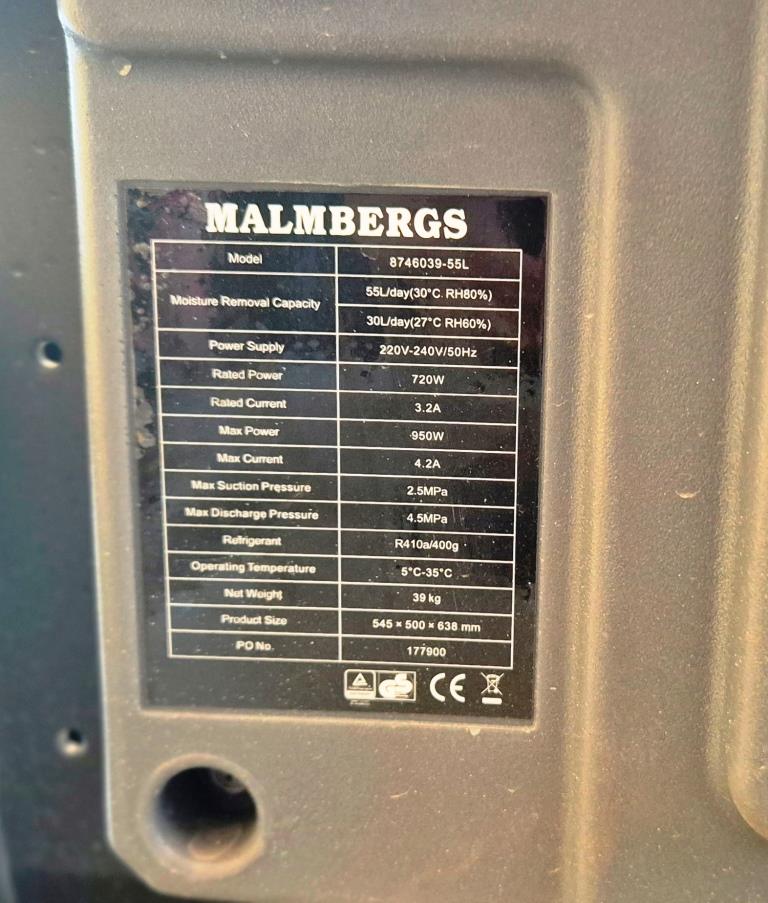 MALMBERGS
Model 8746039-55L
Moisture Removal Capacity 55L/day(30°C RH80%)
30L/day(27°C RH60%)
Power Supply 220V-240V/50Hz
Rated Power 720W
Rated Current 3.2A
Max Power 950W
Max Current 4.2A
Max Suction Pressure 2.5MPa
Max Discharge Pressure 4.5MPa
Refrigerant R410a/400g
Operating Temperature 5°C-35°C
Net Weight 39 kg
Product Size 545 × 500 × 638 mm
PO No. 177900
CE